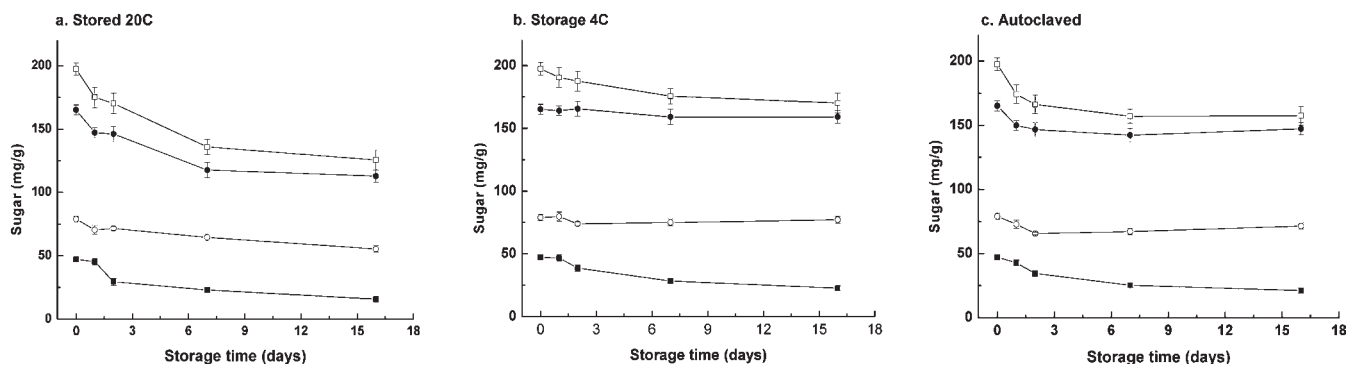 a. Stored 20C
Sugar (mg/g)
200
150
100
50
0
0 3 6 9 12 15 18
Storage time (days)
b. Storage 4C
Sugar (mg/g)
200
150
100
50
0
0 3 6 9 12 15 18
Storage time (days)
c. Autoclaved
Sugar (mg/g)
200
150
100
50
0
0 3 6 9 12 15 18
Storage time (days)